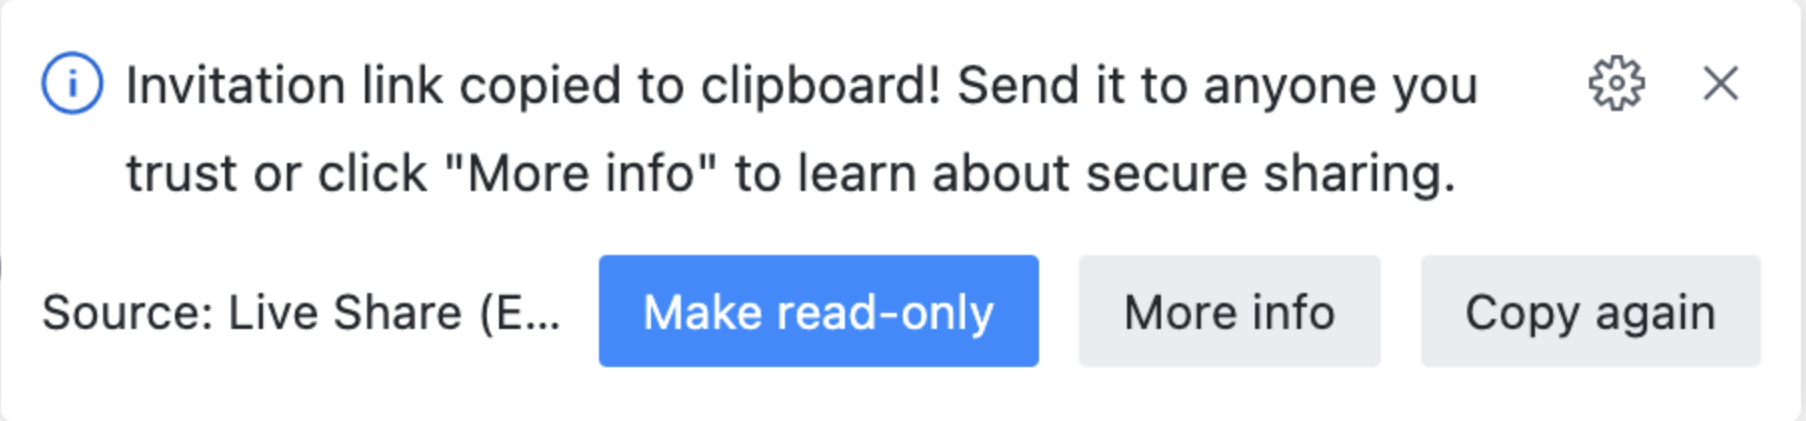 Invitation link copied to clipboard! Send it to anyone you
trust or click "More info" to learn about secure sharing.
Source: Live Share (E... Make read-only More info Copy again